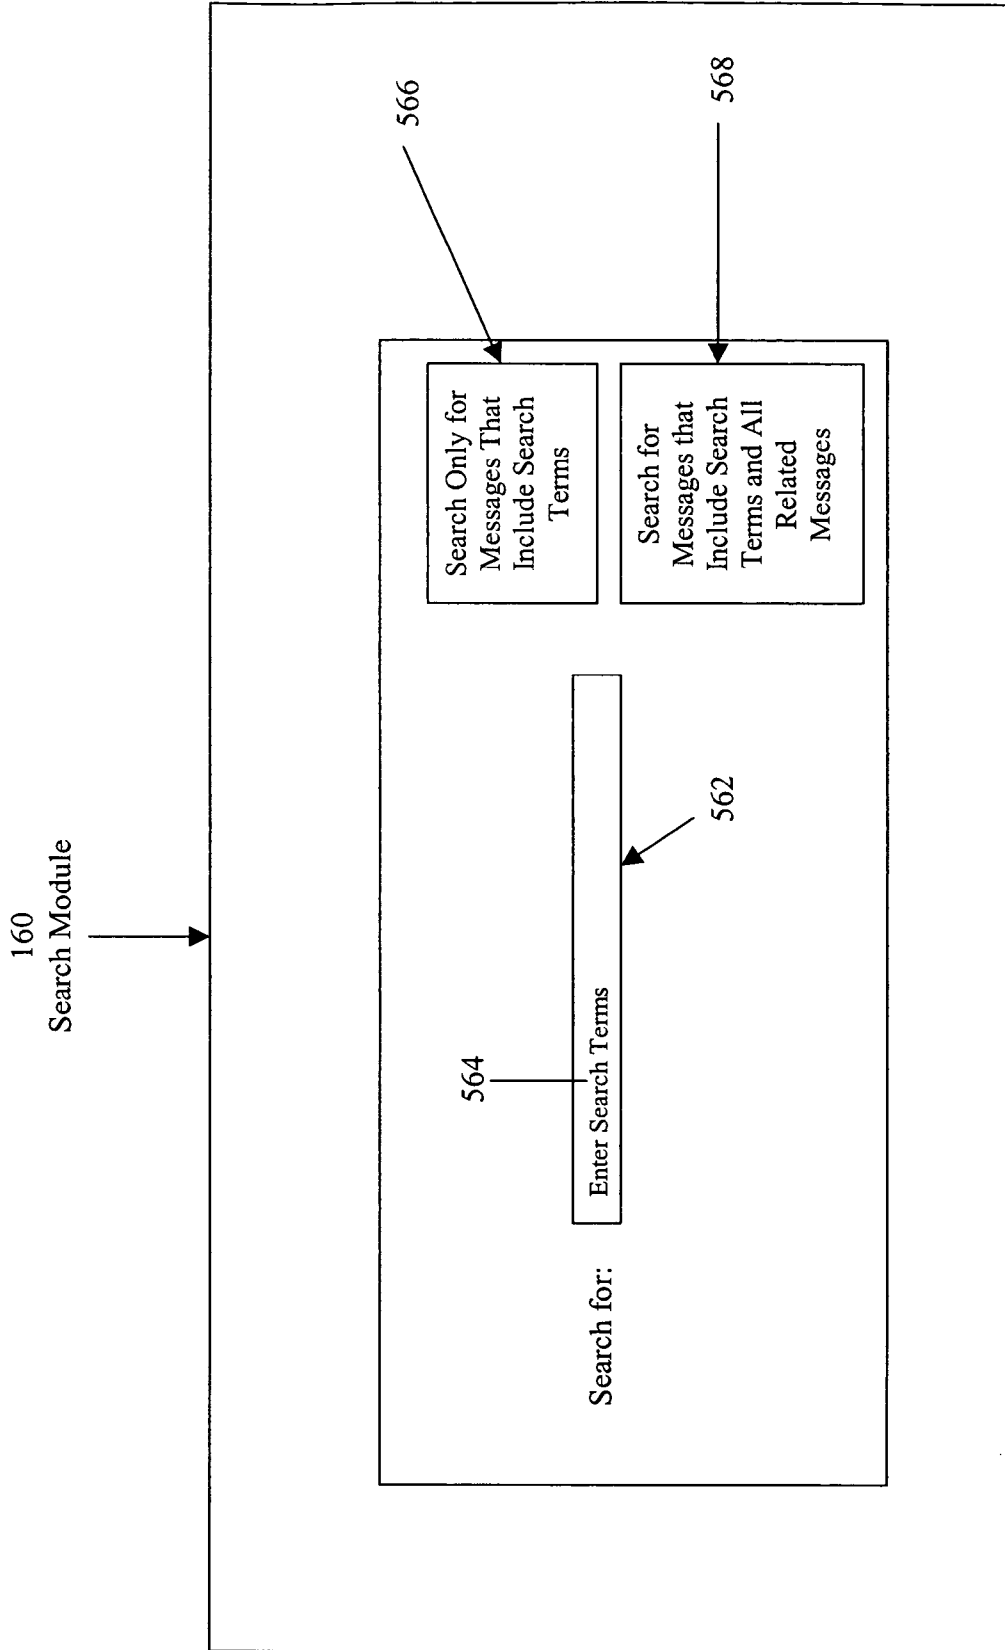 160
Search Module
Search for:
564
Enter Search Terms
562
Search Only for
Messages That
Include Search
Terms
566
Search for
Messages that
Include Search
Terms and All
Related
Messages
568